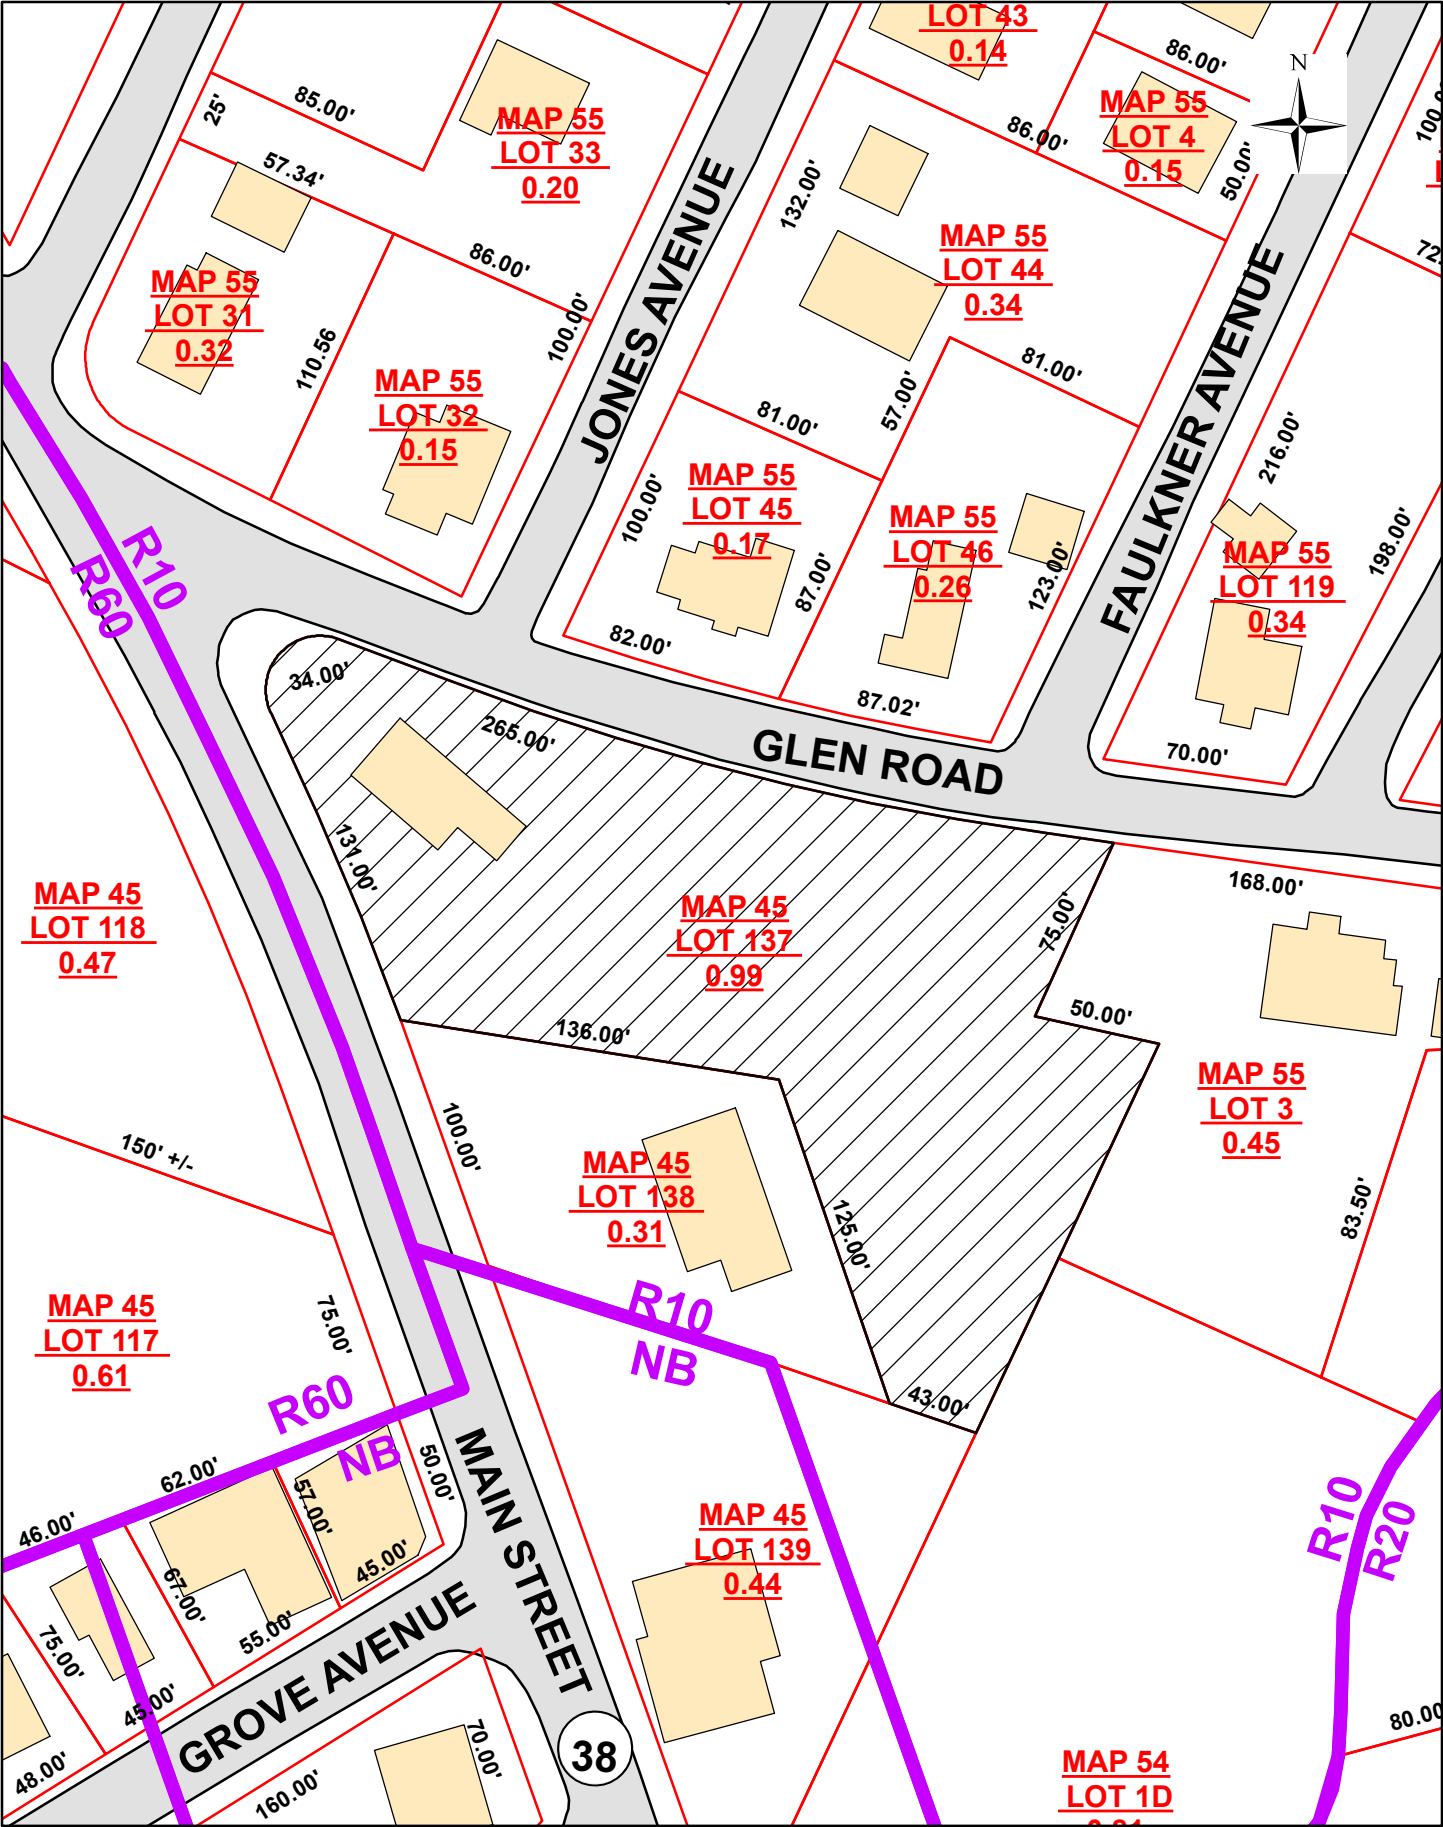 LOT 43
0.14
86.00'
N
MAP 55
LOT 4
0.15
50.00'
86.00'
25'
85.00'
MAP 55
LOT 33
0.20
57.34'
132.00'
86.00'
MAP 55
LOT 44
0.34
72.
MAP 55
LOT 31
0.32
110.56
100.00'
JONES AVENUE
81.00'
57.00'
FAULKNER AVENUE
MAP 55
LOT 32
0.15
81.00'
216.00'
MAP 55
LOT 45
0.17
100.00'
87.00'
MAP 55
LOT 46
0.26
123.00'
198.00'
MAP 55
LOT 119
0.34
R10
R60
82.00'
87.02'
70.00'
34.00'
265.00'
GLEN ROAD
131.00'
168.00'
MAP 45
LOT 118
0.47
MAP 45
LOT 137
0.99
75.00'
50.00'
136.00'
MAP 55
LOT 3
0.45
100.00'
150' +/-
MAP 45
LOT 138
0.31
125.00'
83.50'
MAP 45
LOT 117
0.61
75.00'
R10
NB
43.00'
R60
NB
62.00'
50.00'
46.00'
57.00'
45.00'
MAIN STREET
MAP 45
LOT 139
0.44
R10
R20
67.00'
55.00'
75.00'
45.00'
GROVE AVENUE
48.00'
70.00'
160.00'
38
80.00
MAP 54
LOT 1D